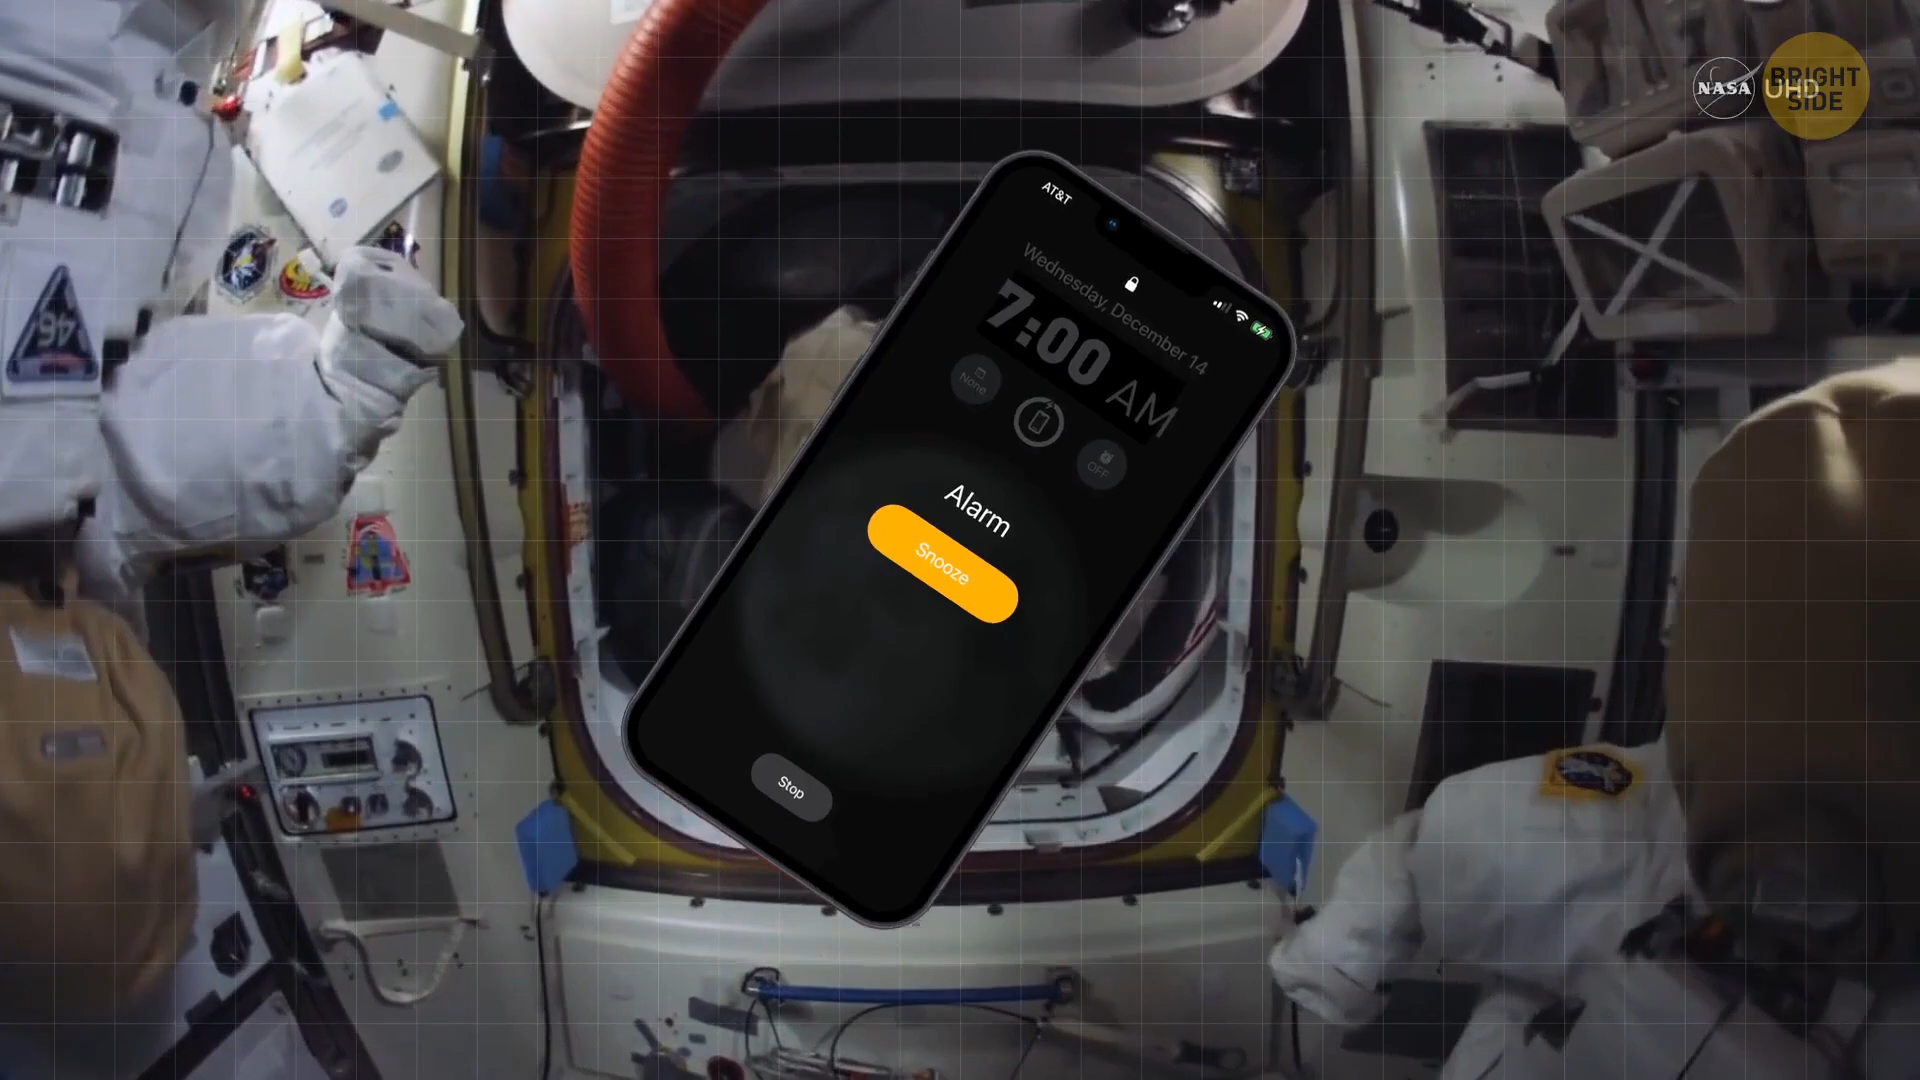 NASA
UHD
BRIGHT
SIDE
AT&T
Wednesday, December 14
7:00 AM
None
OFF
Alarm
Snooze
Stop
46